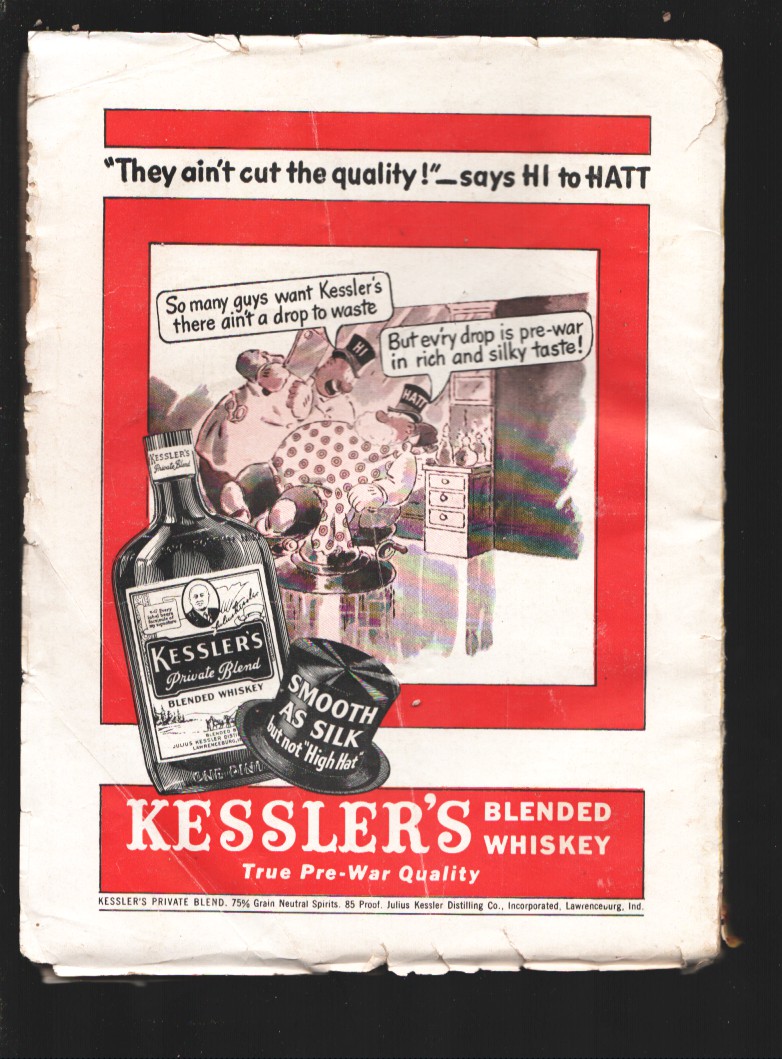 "They ain't cut the quality!"—says HI to HATT
So many guys want Kessler's
there ain't a drop to waste
But ev'ry drop is pre-war
in rich and silky taste!
HI
HATT
KESSLER'S
Private Blend
Julius Kessler
KESSLER'S
Private Blend
BLENDED WHISKEY
BLENDED
JULIUS KESSLER
LAWRENCEBURG,
ONE PINT
SMOOTH
AS SILK
but not "High Hat"
KESSLER'S BLENDED
WHISKEY
True Pre-War Quality
KESSLER'S PRIVATE BLEND. 75% Grain Neutral Spirits. 85 Proof. Julius Kessler Distilling Co., Incorporated, Lawrenceburg, Ind.